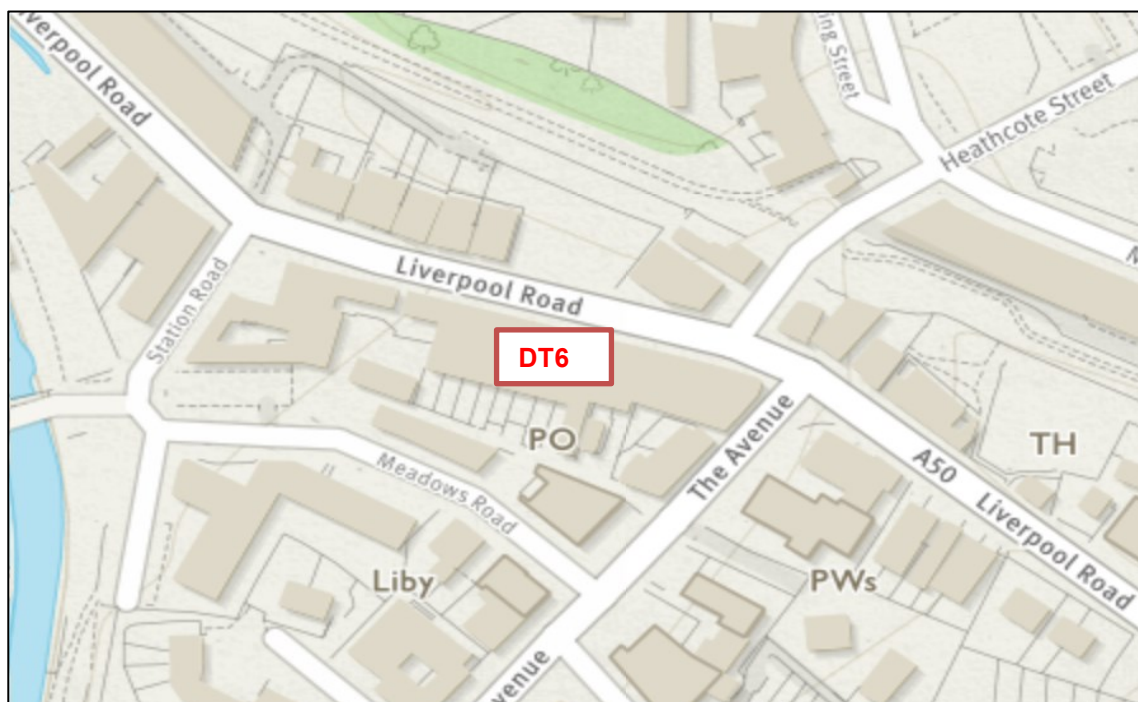 verpool Road
ing Street
Heathcote Street
Liverpool Road
Station Road
DT6
PO
The Avenue
TH
A50 Liverpool Road
Meadows Road
Liby
PWs
venue